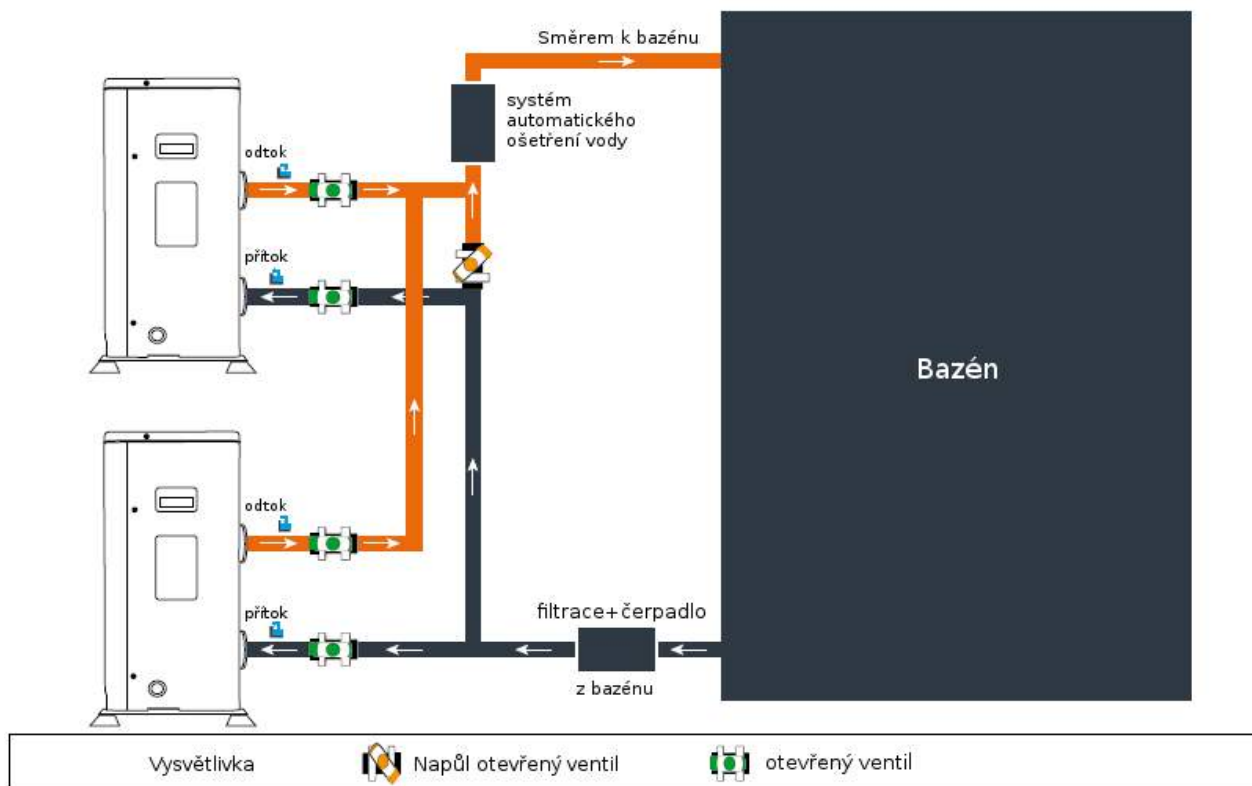 Směrem k bazénu
systém
automatického
ošetření vody
odtok
přítok
Bazén
odtok
přítok
filtrace+čerpadlo
z bazénu
Vysvětlivka
Napůl otevřený ventil
otevřený ventil